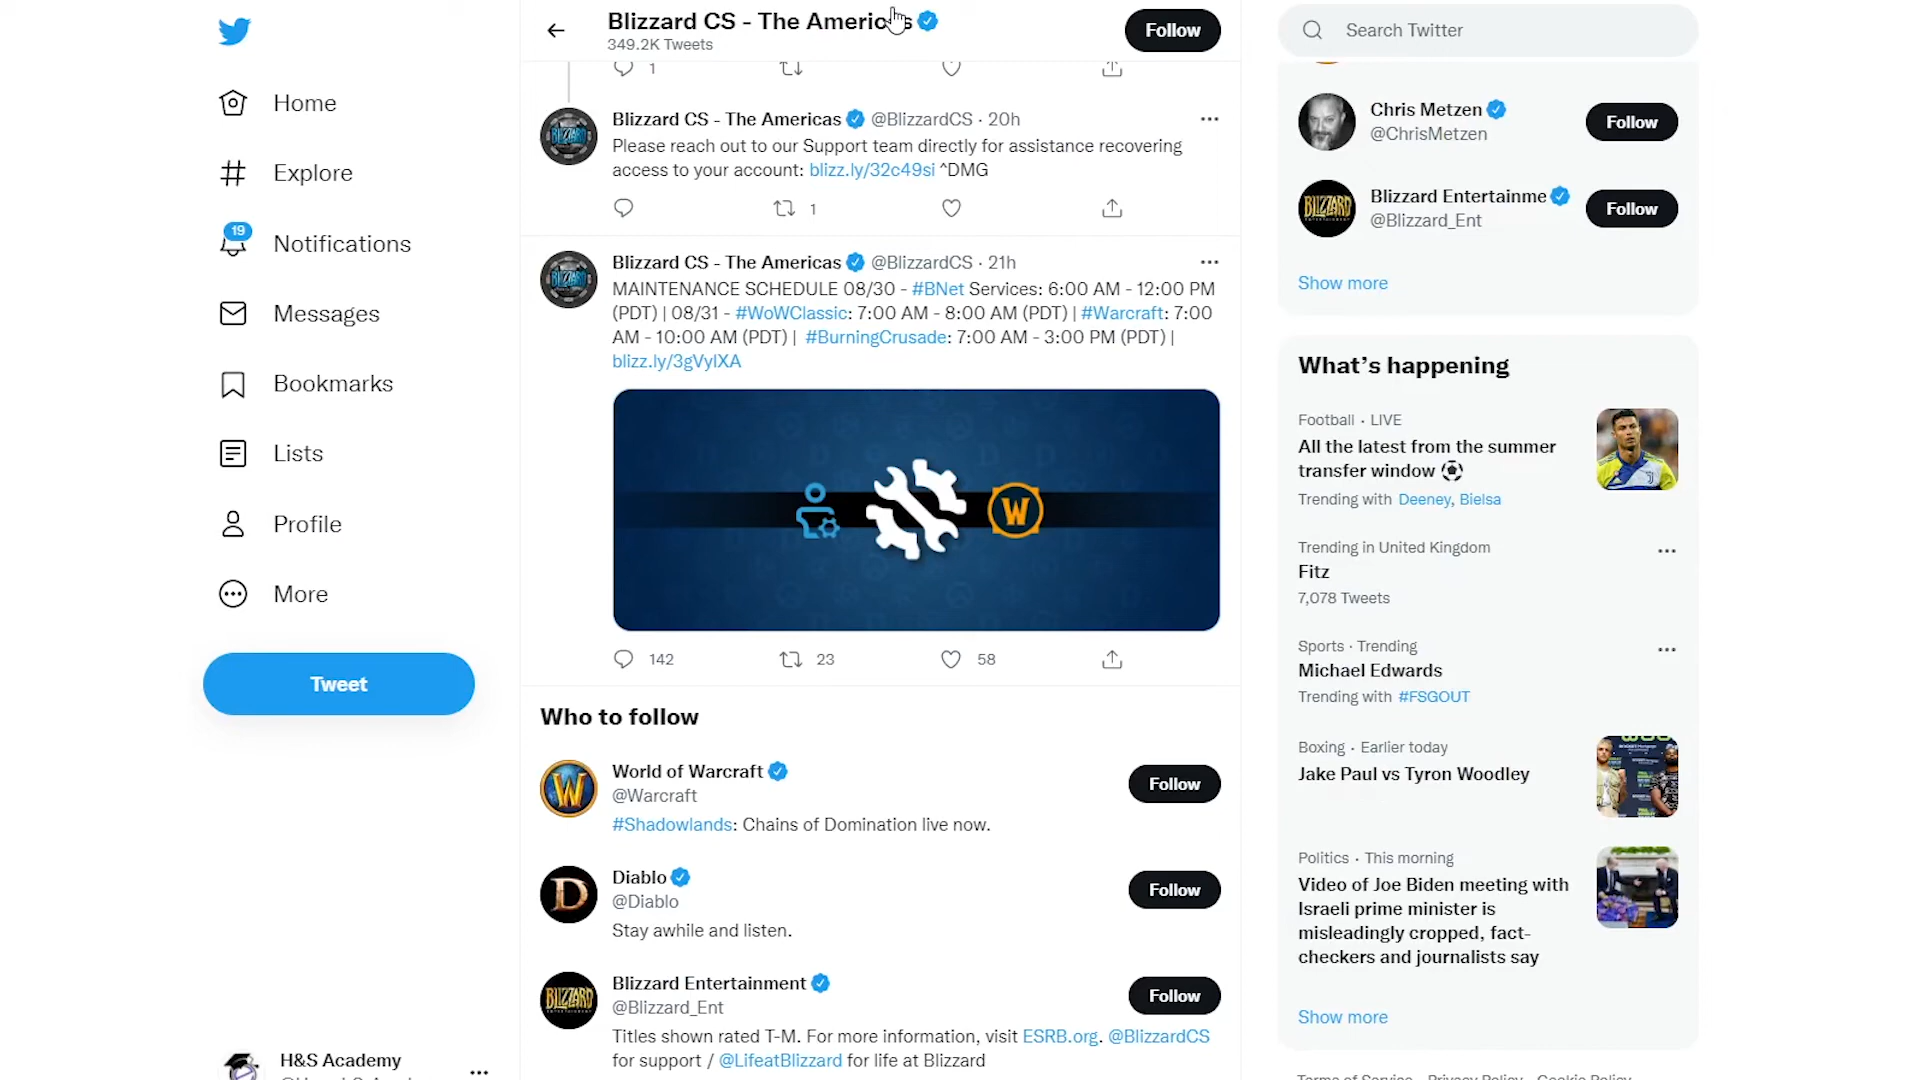 Home
Explore
19
Notifications
Messages
Bookmarks
Lists
Profile
More
Tweet
H&S Academy
Blizzard CS - The Americas
349.2K Tweets
Follow
1
Blizzard CS - The Americas @BlizzardCS · 20h
Please reach out to our Support team directly for assistance recovering
access to your account: blizz.ly/32c49si ^DMG
1
Blizzard CS - The Americas @BlizzardCS · 21h
MAINTENANCE SCHEDULE 08/30 - #BNet Services: 6:00 AM - 12:00 PM
(PDT) | 08/31 - #WoWClassic: 7:00 AM - 8:00 AM (PDT) | #Warcraft: 7:00
AM - 10:00 AM (PDT) | #BurningCrusade: 7:00 AM - 3:00 PM (PDT) |
blizz.ly/3gVylXA
W
142
23
58
Who to follow
World of Warcraft
@Warcraft
Follow
#Shadowlands: Chains of Domination live now.
Diablo
@Diablo
Follow
Stay awhile and listen.
Blizzard Entertainment
@Blizzard_Ent
Follow
Titles shown rated T-M. For more information, visit ESRB.org. @BlizzardCS
for support / @LifeatBlizzard for life at Blizzard
Search Twitter
Chris Metzen
@ChrisMetzen
Follow
Blizzard Entertainme
@Blizzard_Ent
Follow
Show more
What's happening
Football · LIVE
All the latest from the summer
transfer window ⚽
Trending with Deeney, Bielsa
Trending in United Kingdom
Fitz
7,078 Tweets
Sports · Trending
Michael Edwards
Trending with #FSGOUT
Boxing · Earlier today
Jake Paul vs Tyron Woodley
Politics · This morning
Video of Joe Biden meeting with
Israeli prime minister is
misleadingly cropped, fact-
checkers and journalists say
Show more
Terms of Service Privacy Policy Cookie Policy